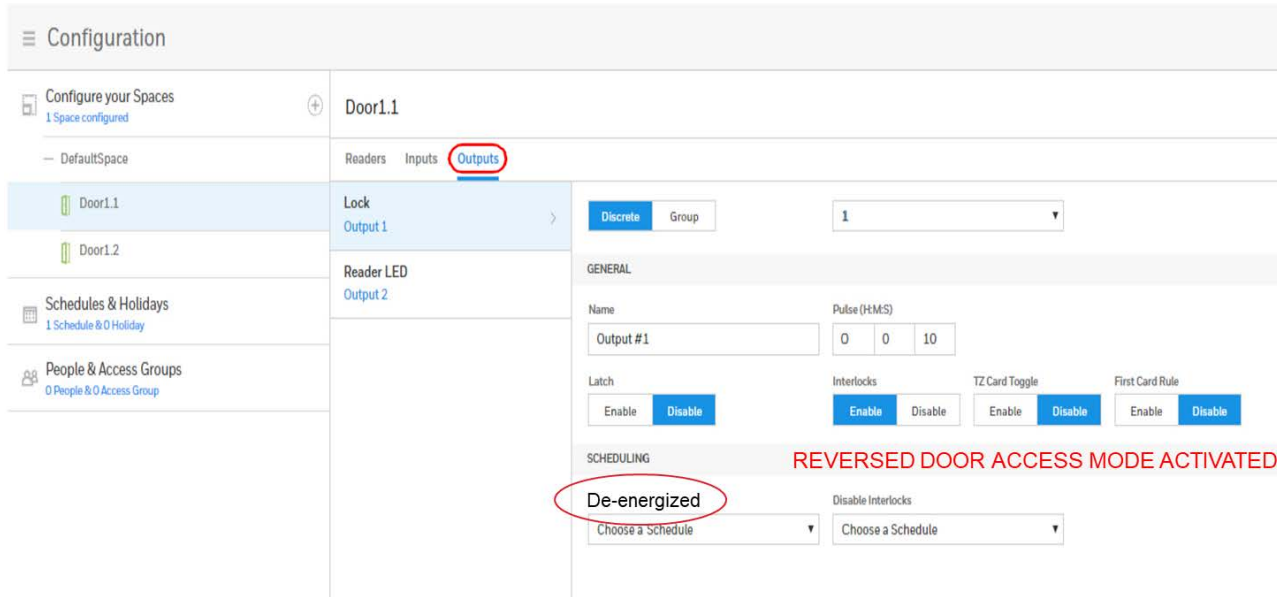 Configuration
Configure your Spaces
1 Space configured
DefaultSpace
Door1.1
Door1.2
Schedules & Holidays
1 Schedule & 0 Holiday
People & Access Groups
0 People & 0 Access Group
Door1.1
Readers Inputs Outputs
Lock
Output 1
Reader LED
Output 2
Discrete Group 1
GENERAL
Name Pulse (H:M:S)
Output #1 0 0 10
Latch Interlocks TZ Card Toggle First Card Rule
Enable Disable Enable Disable Enable Disable Enable Disable
SCHEDULING REVERSED DOOR ACCESS MODE ACTIVATED
De-energized Disable Interlocks
Choose a Schedule Choose a Schedule